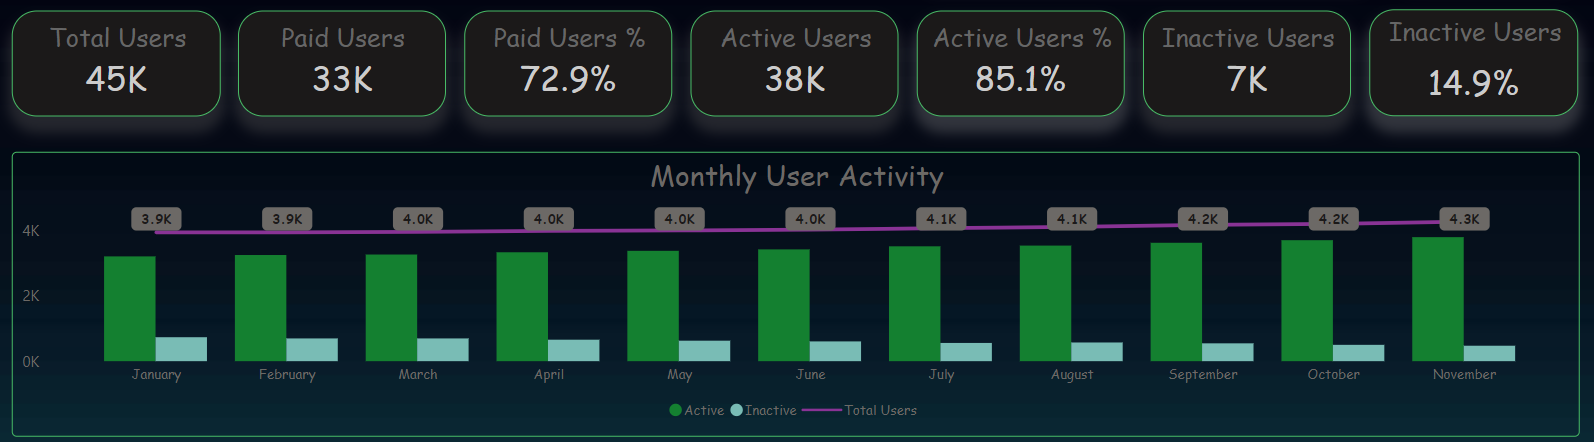 Total Users
45K
Paid Users
33K
Paid Users %
72.9%
Active Users
38K
Active Users %
85.1%
Inactive Users
7K
Inactive Users
14.9%
Monthly User Activity
3.9K 3.9K 4.0K 4.0K 4.0K 4.0K 4.1K 4.1K 4.2K 4.2K 4.3K
4K
2K
0K
January February March April May June July August September October November
Active Inactive Total Users